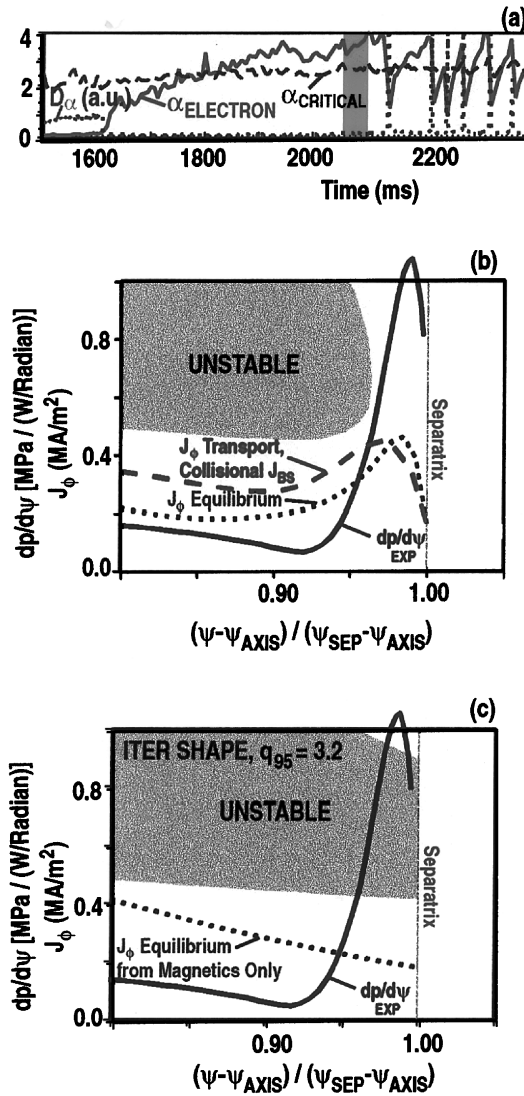 (a)
4
2
0
Dα (a.u.)
αELECTRON
αCRITICAL
1600 1800 2000 2200
Time (ms)
(b)
dp/dψ [MPa / (W/Radian)]
Jϕ (MA/m²)
0.8
0.4
0.0
UNSTABLE
Jϕ Transport,
Collisional JBS
Jϕ Equilibrium
dp/dψ
EXP
Separatrix
0.90 1.00
(ψ-ψAXIS) / (ψSEP-ψAXIS)
(c)
dp/dψ [MPa / (W/Radian)]
Jϕ (MA/m²)
0.8
0.4
0.0
ITER SHAPE, q95 = 3.2
UNSTABLE
Jϕ Equilibrium
from Magnetics Only
dp/dψ
EXP
Separatrix
0.90 1.00
(ψ-ψAXIS) / (ψSEP-ψAXIS)